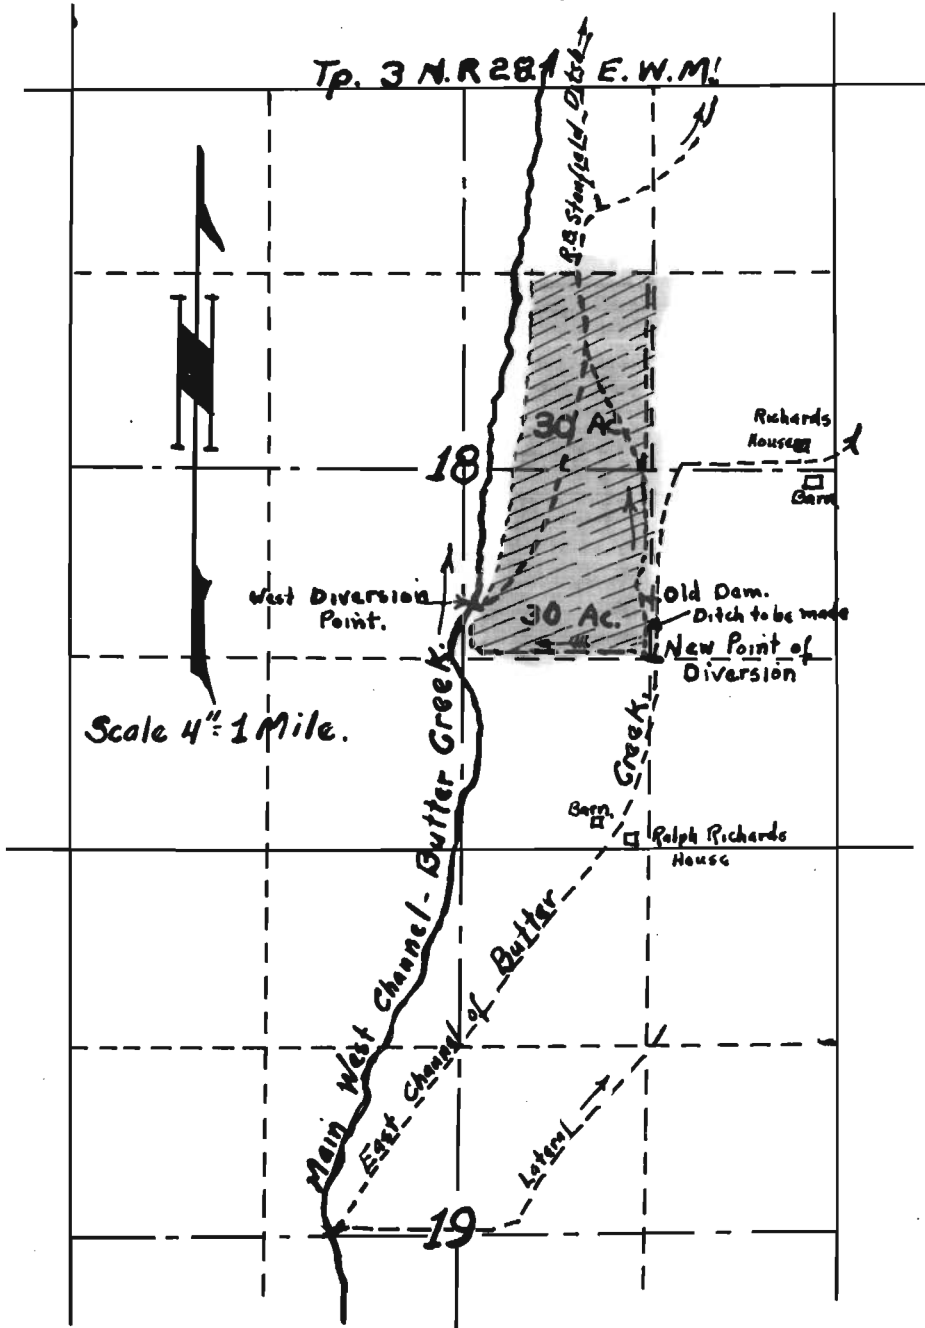 Tp. 3 N. R 28 E. W. M.
R.B. Stanfield Ditch
30 Ac.
Richards
House
Barn
18
West Diversion
Point.
Old Dam.
Ditch to be made
30 Ac.
New Point of
Diversion
Scale 4" = 1 Mile.
Barn.
Ralph Richards
House
Main West Channel - Butter Creek.
East Channel of Butter Creek.
Lateral
19